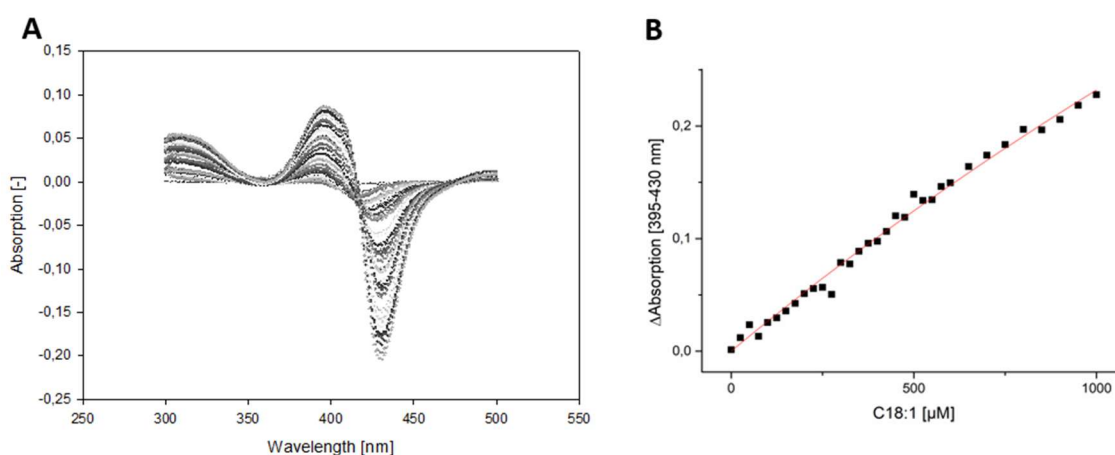 A
0,15
0,10
0,05
0,00
-0,05
-0,10
-0,15
-0,20
-0,25
Absorption [-]
250 300 350 400 450 500 550
Wavelength [nm]
B
0,2
0,1
0,0
ΔAbsorption [395-430 nm]
0 500 1000
C18:1 [µM]